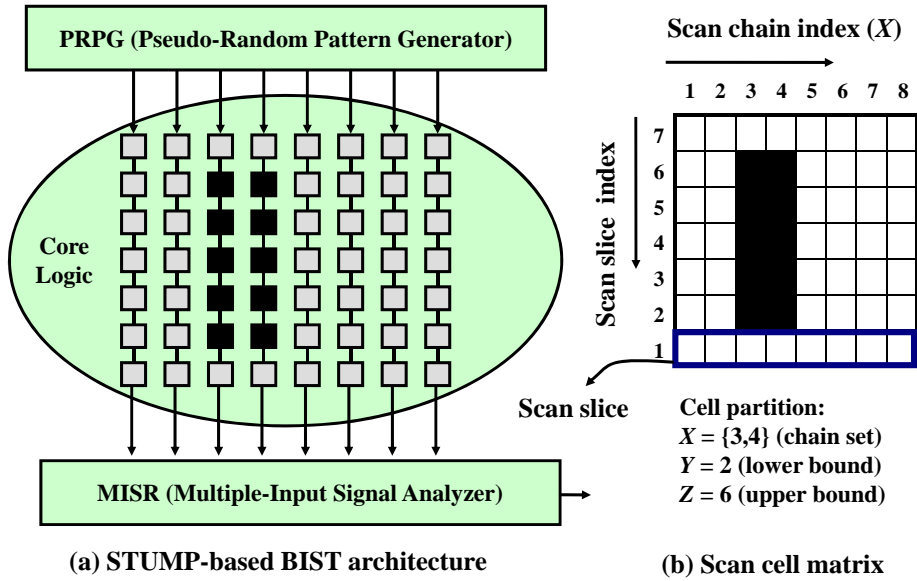 PRPG (Pseudo-Random Pattern Generator)
Core
Logic
MISR (Multiple-Input Signal Analyzer)
(a) STUMP-based BIST architecture
Scan chain index (X)
1 2 3 4 5 6 7 8
Scan slice index
7
6
5
4
3
2
1
Scan slice
Cell partition:
X = {3,4} (chain set)
Y = 2 (lower bound)
Z = 6 (upper bound)
(b) Scan cell matrix